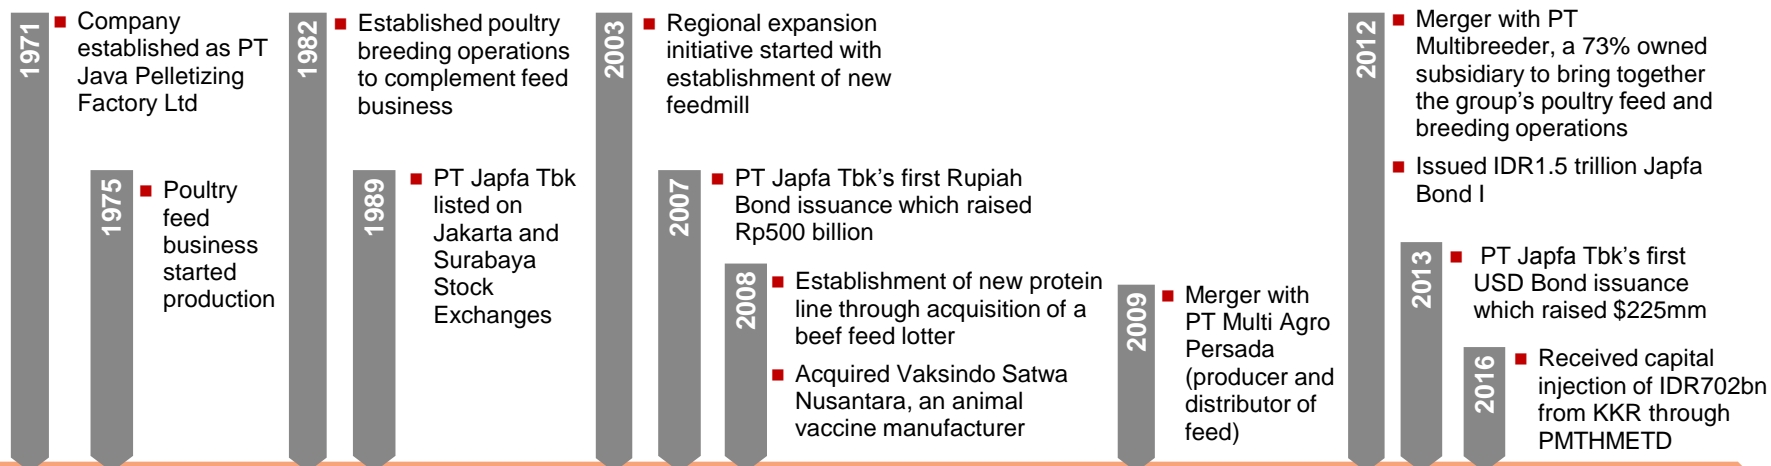 1971
Company
established as PT
Java Pelletizing
Factory Ltd
1975
Poultry
feed
business
started
production
1982
Established poultry
breeding operations
to complement feed
business
1989
PT Japfa Tbk
listed on
Jakarta and
Surabaya
Stock
Exchanges
2003
Regional expansion
initiative started with
establishment of new
feedmill
2007
PT Japfa Tbk’s first Rupiah
Bond issuance which raised
Rp500 billion
2008
Establishment of new protein
line through acquisition of a
beef feed lotter
Acquired Vaksindo Satwa
Nusantara, an animal
vaccine manufacturer
2009
Merger with
PT Multi Agro
Persada
(producer and
distributor of
feed)
2012
Merger with PT
Multibreeder, a 73% owned
subsidiary to bring together
the group’s poultry feed and
breeding operations
Issued IDR1.5 trillion Japfa
Bond I
2013
PT Japfa Tbk’s first
USD Bond issuance
which raised $225mm
2016
Received capital
injection of IDR702bn
from KKR through
PMTHMETD